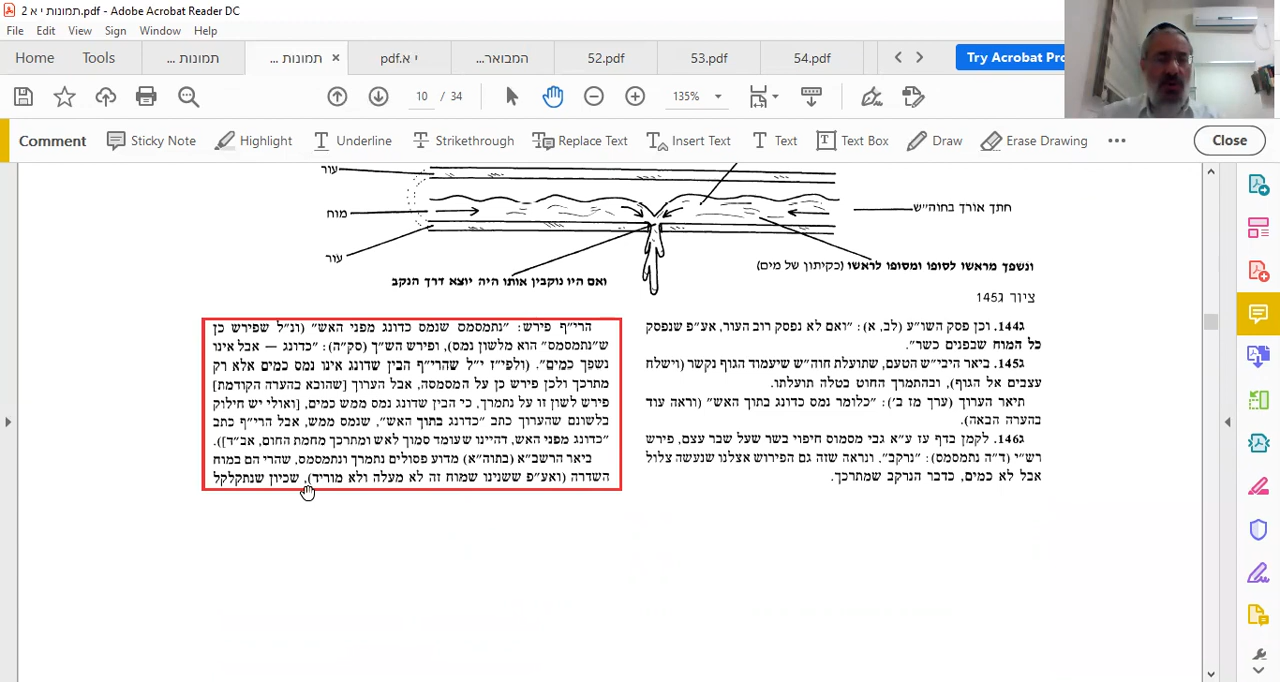 תמונות י א 2.pdf - Adobe Acrobat Reader DC
File Edit View Sign Window Help
Home Tools תמונות ... תמונות ... × י א.pdf המבואר... 52.pdf 53.pdf 54.pdf Try Acrobat Pro
10 / 34 135%
Comment Sticky Note Highlight Underline Strikethrough Replace Text Insert Text Text Text Box Draw Erase Drawing Close
עור
חתך אורך בחוה״ש
מוח
עור
ונשפך מראשו לסופו ומסופו לראשו (כקיתון של מים)
ואם היו נוקבין אותו היה יוצא דרך הנקב
ציור ג145
ג144. וכן פסק השו״ע (לב, א): ״ואם לא נפסק רוב העור, אע״פ שנפסק
כל המוח שבפנים כשר״.
ג145. ביאר היבי״ש הטעם, שתועלת חוה״ש שיעמוד הגוף נקשר (וישלח
עצבים אל הגוף), ובהתמרך החוט בטלה תועלתו.
תיאר הערוך (ערך מז ב׳): ״כלומר נמס כדונג בתוך האש״ (וראה עוד
בהערה הבאה).
ג146. לקמן בדף עז ע״א גבי מסמוס חיפוי בשר שעל שבר עצם, פירש
רש״י (ד״ה נתמסמס): ״נרקב״. ונראה שזה גם הפירוש אצלנו שנעשה צלול
אבל לא כמים, כדבר הנרקב שמתרכך.
הרי״ף פירש: ״נתמסמס שנמס כדונג מפני האש״ (ונ״ל שפירש כן
ש״נתמסמס״ הוא מלשון נמס), ופירש הש״ך (סק״ה): ״כדונג — אבל אינו
נשפך כמים״. (ולפי״ז י״ל שהרי״ף הבין שדונג אינו נמס כמים אלא רק
מתרכך ולכן פירש כן על המסמסה, אבל הערוך [שהובא בהערה הקודמת]
פירש לשון זו על נתמרך, כי הבין שדונג נמס ממש כמים, [ואולי יש חילוק
בלשונם שהערוך כתב ״כדונג בתוך האש״, שנמס ממש, אבל הרי״ף כתב
״כדונג מפני האש, דהיינו שעומד סמוך לאש ומתרכך מחמת החום, אב״ד]).
ביאר הרשב״א (בתוה״א) מדוע פסולים נתמרך ונתמסמס, שהרי הם במוח
השדרה (ואע״פ ששנינו שמוח זה לא מעלה ולא מוריד), שכיון שנתקלקל